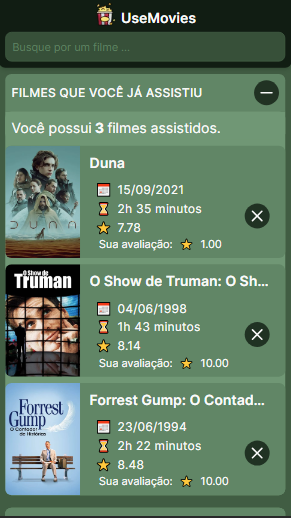 UseMovies
Busque por um filme ...
FILMES QUE VOCÊ JÁ ASSISTIU
Você possui 3 filmes assistidos.
DUNA
Duna
15/09/2021
2h 35 minutos
7.78
Sua avaliação: 1.00
O Show de
Truman
O Show de Truman: O Sh...
04/06/1998
1h 43 minutos
8.14
Sua avaliação: 10.00
Forrest
Gump
O Contador
de Histórias
Forrest Gump: O Contad...
23/06/1994
2h 22 minutos
8.48
Sua avaliação: 10.00